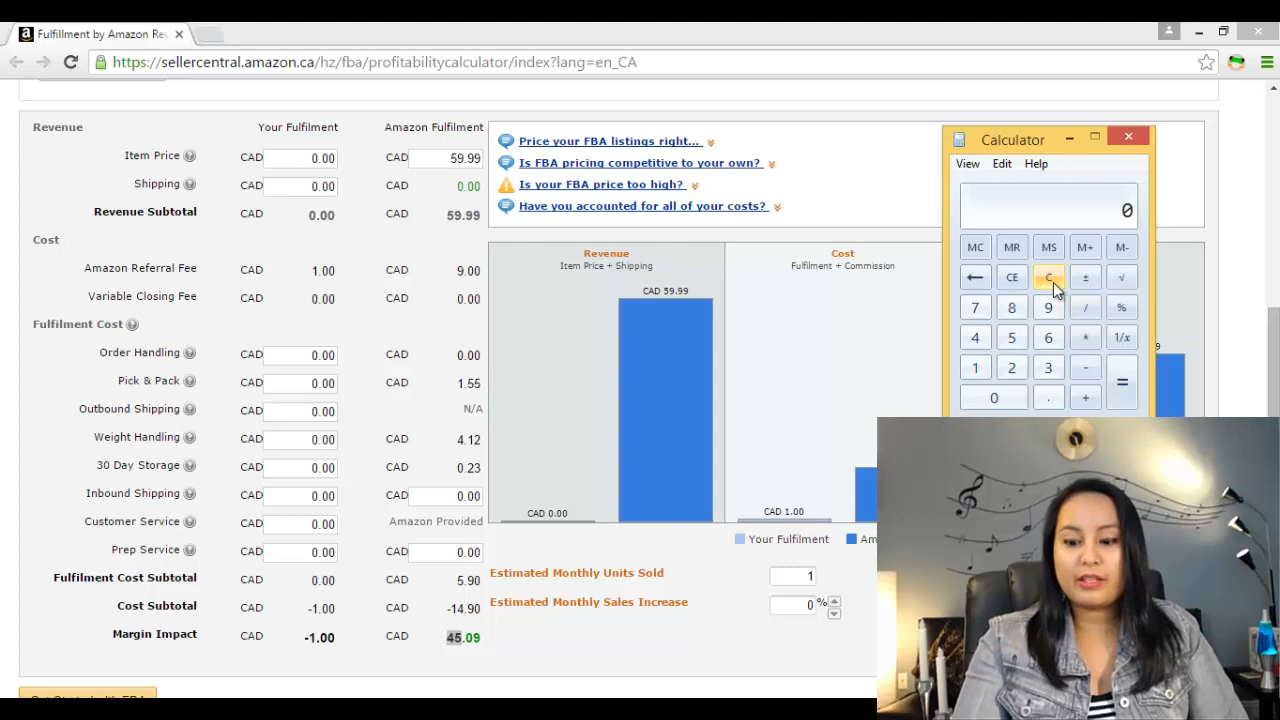 Fulfillment by Amazon Rev
https://sellercentral.amazon.ca/hz/fba/profitabilitycalculator/index?lang=en_CA
Revenue Your Fulfilment Amazon Fulfilment
Item Price CAD 0.00 CAD 59.99
Shipping CAD 0.00 CAD 0.00
Revenue Subtotal CAD 0.00 CAD 59.99
Cost
Amazon Referral Fee CAD 1.00 CAD 9.00
Variable Closing Fee CAD 0.00 CAD 0.00
Fulfilment Cost
Order Handling CAD 0.00 CAD 0.00
Pick & Pack CAD 0.00 CAD 1.55
Outbound Shipping CAD 0.00 N/A
Weight Handling CAD 0.00 CAD 4.12
30 Day Storage CAD 0.00 CAD 0.23
Inbound Shipping CAD 0.00 CAD 0.00
Customer Service CAD 0.00 Amazon Provided
Prep Service CAD 0.00 CAD 0.00
Fulfilment Cost Subtotal CAD 0.00 CAD 5.90
Cost Subtotal CAD -1.00 CAD -14.90
Margin Impact CAD -1.00 CAD 45.09
Price your FBA listings right...
Is FBA pricing competitive to your own?
Is your FBA price too high?
Have you accounted for all of your costs?
Revenue
Item Price + Shipping
CAD 59.99
CAD 0.00
Cost
Fulfilment + Commission
CAD 1.00
Your Fulfilment Am
Estimated Monthly Units Sold 1
Estimated Monthly Sales Increase 0 %
Calculator
View Edit Help
0
MC MR MS M+ M-
← CE C ± √
7 8 9 / %
4 5 6 * 1/x
1 2 3 - =
0 . +